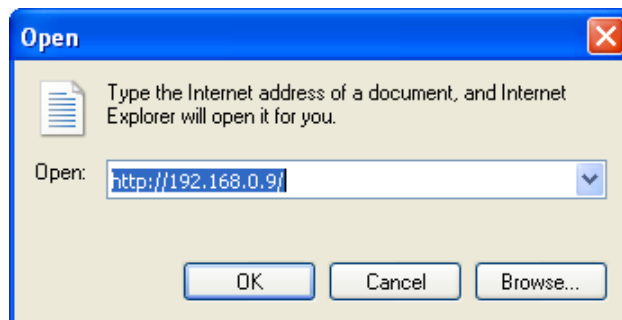 Open
Type the Internet address of a document, and Internet
Explorer will open it for you.
Open: http://192.168.0.9/
OK Cancel Browse...